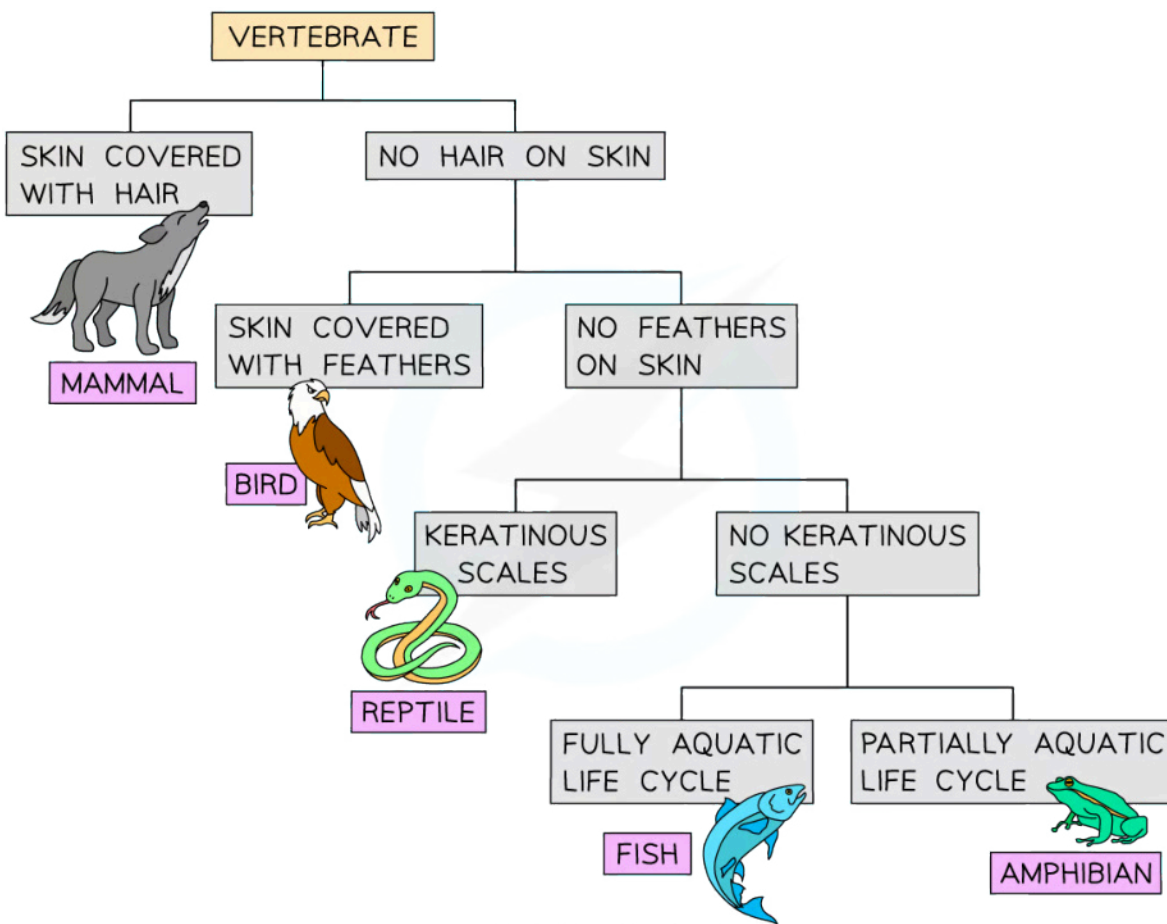 VERTEBRATE
SKIN COVERED
WITH HAIR
NO HAIR ON SKIN
MAMMAL
SKIN COVERED
WITH FEATHERS
NO FEATHERS
ON SKIN
BIRD
KERATINOUS
SCALES
NO KERATINOUS
SCALES
REPTILE
FULLY AQUATIC
LIFE CYCLE
PARTIALLY AQUATIC
LIFE CYCLE
FISH
AMPHIBIAN